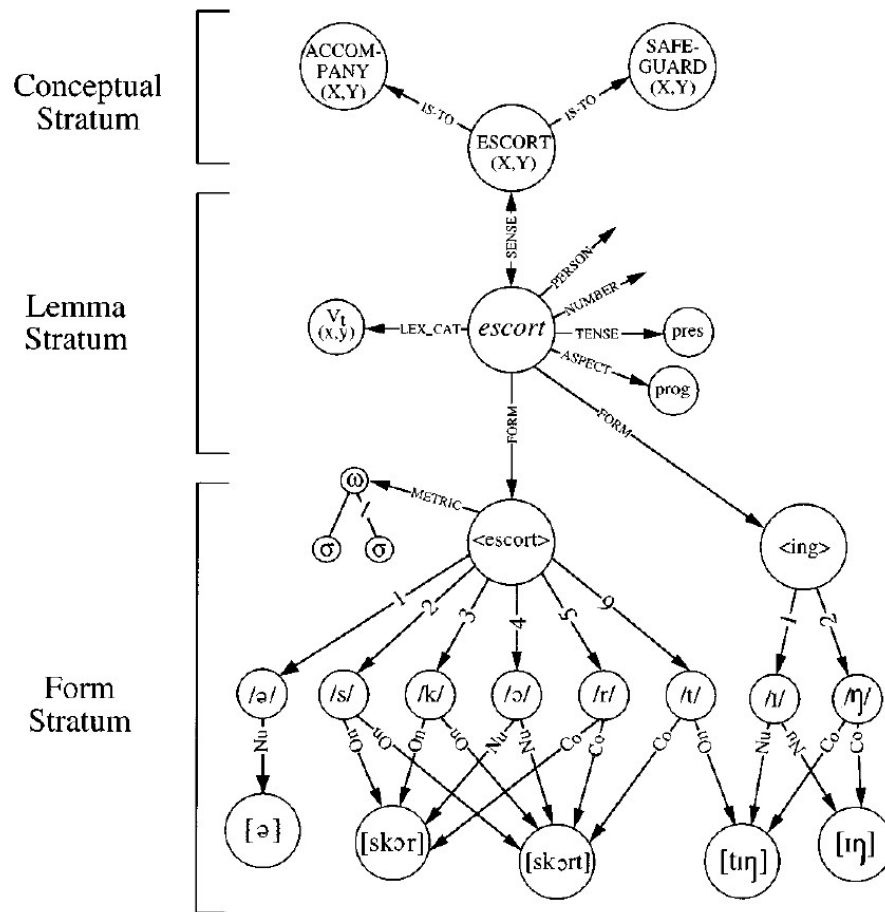 Conceptual
Stratum
ACCOM-
PANY
(X,Y)
SAFE-
GUARD
(X,Y)
IS-TO
IS-TO
ESCORT
(X,Y)
SENSE
Lemma
Stratum
PERSON
NUMBER
Vt
(x,y)
LEX_CAT
escort
TENSE
pres
ASPECT
prog
FORM
FORM
Form
Stratum
ω
METRIC
σ
σ
<escort>
<ing>
1
2
3
4
5
6
1
2
/ə/
/s/
/k/
/ɔ/
/r/
/t/
/ɪ/
/ŋ/
Nu
On
On
On
On
Nu
Nu
Co
Co
Co
On
Nu
Nu
Co
Co
[ə]
[skɔr]
[skɔrt]
[tɪŋ]
[ɪŋ]